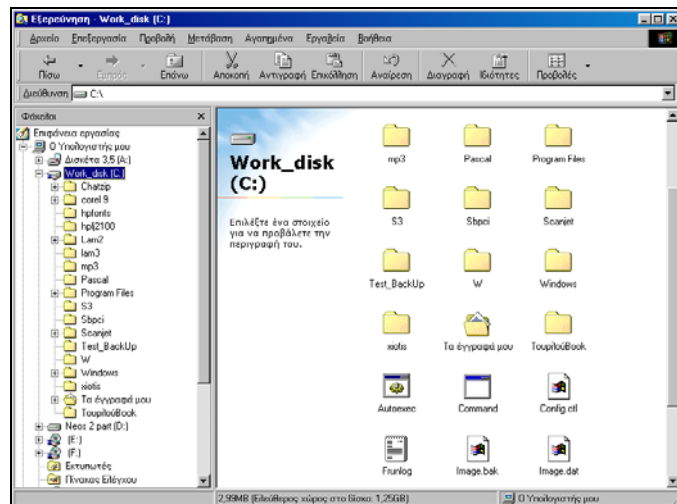 Εξερεύνηση - Work_disk (C:)
Αρχείο Επεξεργασία Προβολή Μετάβαση Αγαπημένα Εργαλεία Βοήθεια
Πίσω Εμπρός Επάνω Αποκοπή Αντιγραφή Επικόλληση Αναίρεση Διαγραφή Ιδιότητες Προβολές
Διεύθυνση C:\
Φάκελοι
Επιφάνεια εργασίας
Ο Υπολογιστής μου
Δισκέτα 3,5 (A:)
Work_disk (C:)
Chatzip
corel 9
hpfonts
hplj2100
Lam2
lam3
mp3
Pascal
Program Files
S3
Sbpci
Scanjet
Test_BackUp
W
Windows
xiotis
Τα έγγραφά μου
ΤουριλούBook
Neos 2 part (D:)
(E:)
(F:)
Εκτυπωτές
Πίνακας Ελέγχου
Work_disk
(C:)
Επιλέξτε ένα στοιχείο
για να προβάλετε την
περιγραφή του.
mp3 Pascal Program Files
S3 Sbpci Scanjet
Test_BackUp W Windows
xiotis Τα έγγραφά μου ΤουριλούBook
Autoexec Command Config.ctl
Frunlog Image.bak Image.dat
2,99MB (Ελεύθερος χώρος στο δίσκο: 1,25GB) Ο Υπολογιστής μου